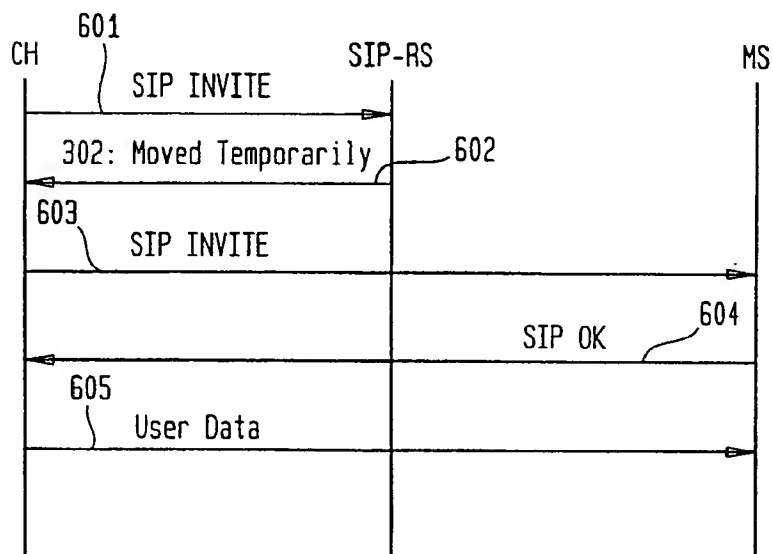 601
CH SIP-RS MS
SIP INVITE
302: Moved Temporarily 602
603
SIP INVITE
604
SIP OK
605
User Data